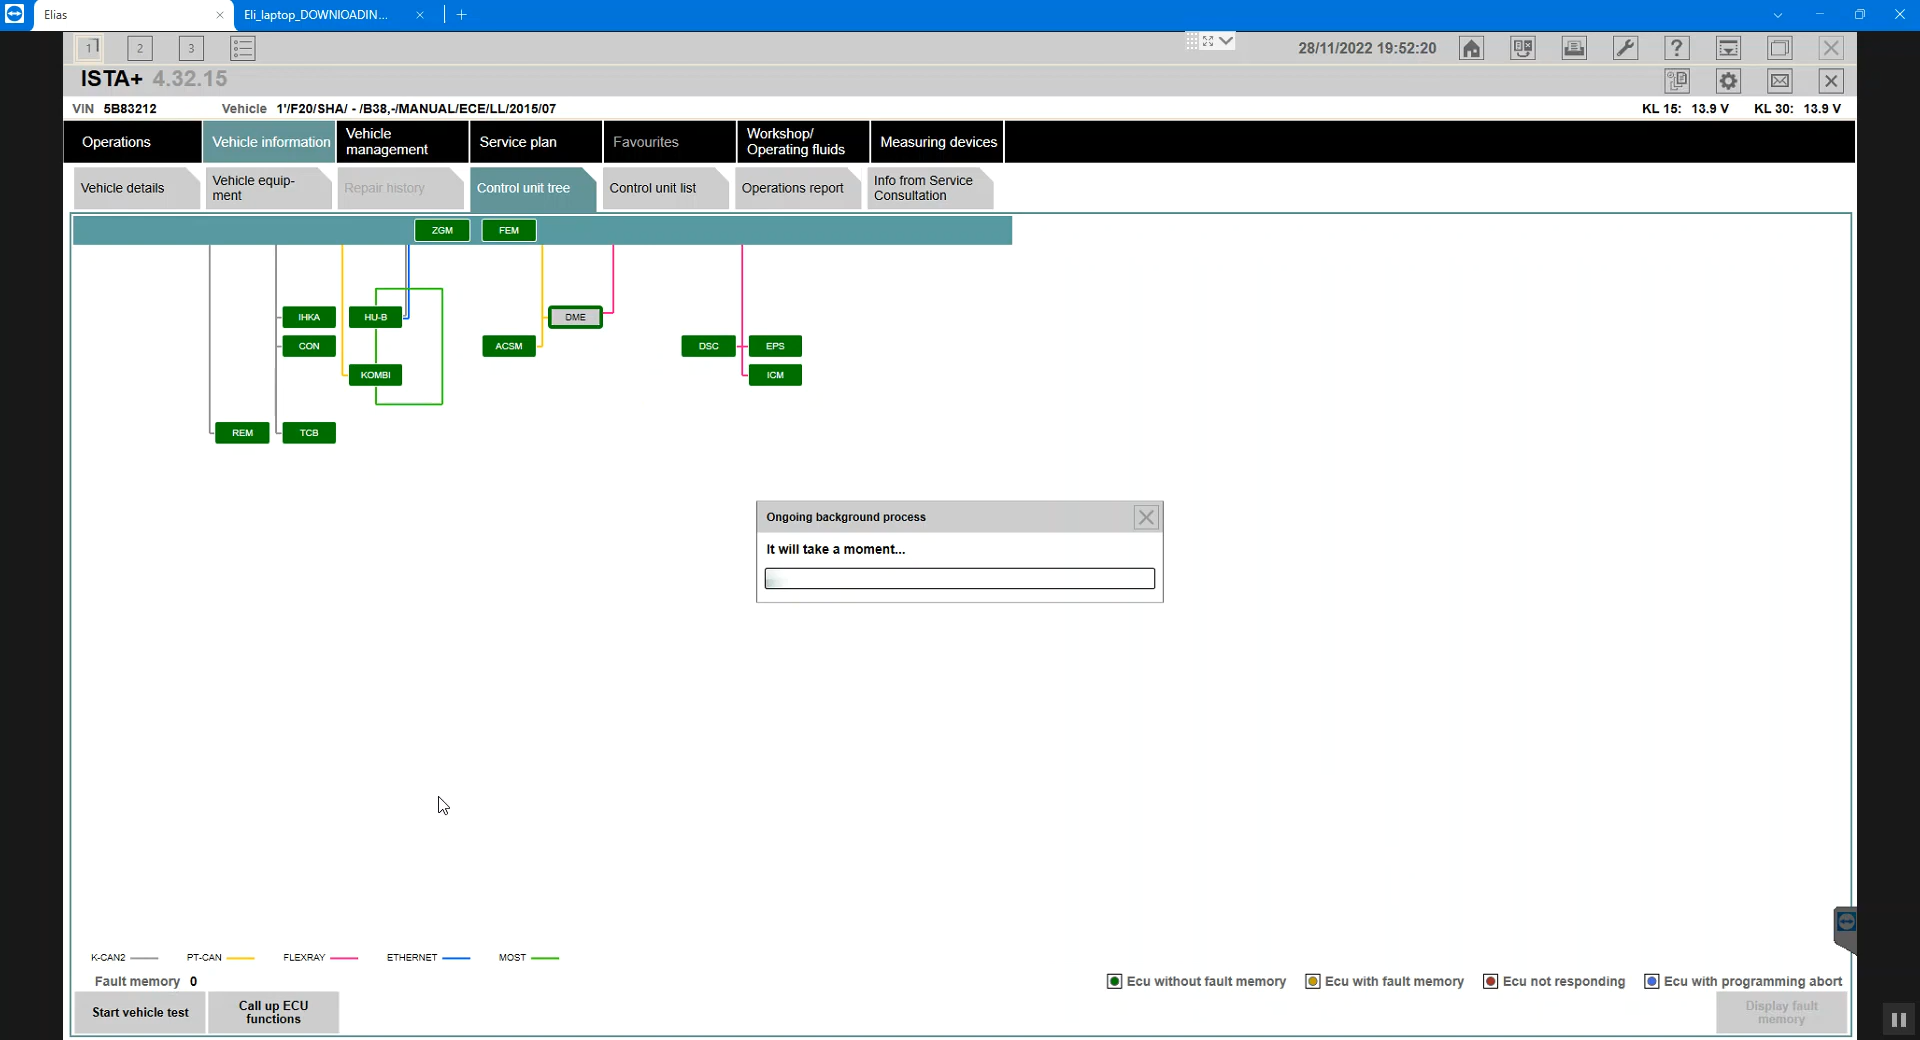 Elias
Eli_laptop_DOWNIOADIN...
1
2
3
28/11/2022 19:52:20
?
ISTA+ 4.32.15
VIN 5B83212 Vehicle 1'/F20/SHA/ - /B38,-/MANUAL/ECE/LL/2015/07 KL 15: 13.9 V KL 30: 13.9 V
Operations
Vehicle information
Vehicle
management
Service plan
Favourites
Workshop/
Operating fluids
Measuring devices
Vehicle details
Vehicle equip-
ment
Repair history
Control unit tree
Control unit list
Operations report
Info from Service
Consultation
ZGM FEM
IHKA HU-B DME
CON ACSM DSC EPS
KOMBI ICM
REM TCB
Ongoing background process
It will take a moment...
K-CAN2 PT-CAN FLEXRAY ETHERNET MOST
Fault memory 0
Ecu without fault memory Ecu with fault memory Ecu not responding Ecu with programming abort
Start vehicle test
Call up ECU
functions
Display fault
memory